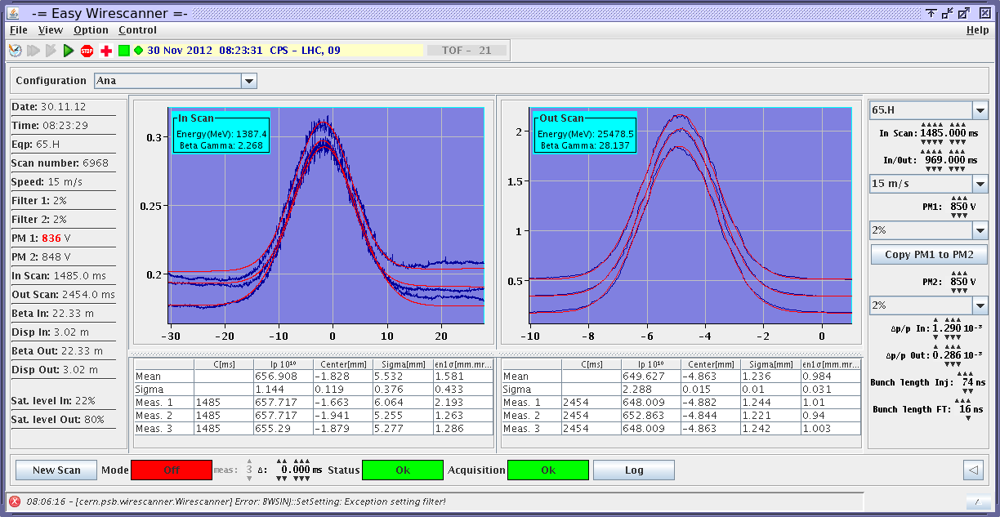 -= Easy Wirescanner =-
File View Option Control Help
STOP 30 Nov 2012 08:23:31 CPS - LHC, 09 TOF - 21
Configuration Ana
Date: 30.11.12
Time: 08:23:29
Eqp: 65.H
Scan number: 6968
Speed: 15 m/s
Filter 1: 2%
Filter 2: 2%
PM 1: 836 V
PM 2: 848 V
In Scan: 1485.0 ms
Out Scan: 2454.0 ms
Beta In: 22.33 m
Disp In: 3.02 m
Beta Out: 22.33 m
Disp Out: 3.02 m
Sat. level In: 22%
Sat. level Out: 80%
In Scan
Energy(MeV): 1387.4
Beta Gamma: 2.268
0.3
0.25
0.2
-30 -20 -10 0 10 20
Out Scan
Energy(MeV): 25478.5
Beta Gamma: 28.137
2
1.5
1
0.5
-10 -8 -6 -4 -2 0
C[ms] Ip 10¹⁰ Center[mm] Sigma[mm] εn1σ[mm.mr...
Mean 656.908 -1.828 5.532 1.581
Sigma 1.144 0.119 0.376 0.433
Meas. 1 1485 657.717 -1.663 6.064 2.193
Meas. 2 1485 657.717 -1.941 5.255 1.263
Meas. 3 1485 655.29 -1.879 5.277 1.286
C[ms] Ip 10¹⁰ Center[mm] Sigma[mm] εn1σ[mm.mr...
Mean 649.627 -4.863 1.236 0.984
Sigma 2.288 0.015 0.01 0.031
Meas. 1 2454 648.009 -4.882 1.244 1.01
Meas. 2 2454 652.863 -4.844 1.221 0.94
Meas. 3 2454 648.009 -4.863 1.242 1.003
65.H
In Scan: 1485.000 ms
In/Out: 969.000 ms
15 m/s
PM1: 850 V
2%
Copy PM1 to PM2
PM2: 850 V
2%
Δp/p In: 1.290 10⁻³
Δp/p Out: 0.286 10⁻³
Bunch length Inj: 74 ns
Bunch length FT: 16 ns
New Scan Mode Off meas: 3 Δ: 0.000 ms Status Ok Acquisition Ok Log
08:06:16 - [cern.psb.wirescanner.Wirescanner] Error: BWSINJ::SetSetting: Exception setting filter!